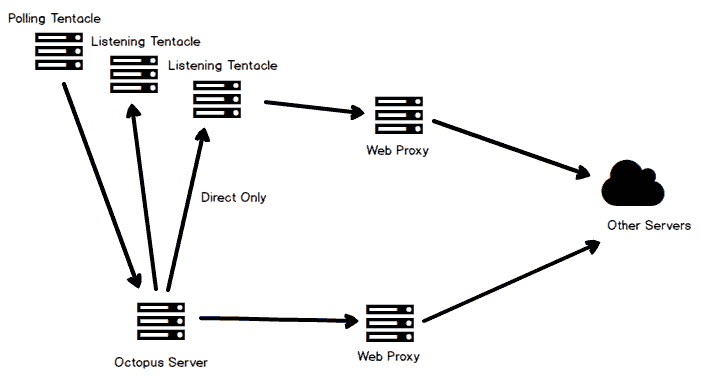 Polling Tentacle
Listening Tentacle
Listening Tentacle
Web Proxy
Direct Only
Other Servers
Octopus Server
Web Proxy